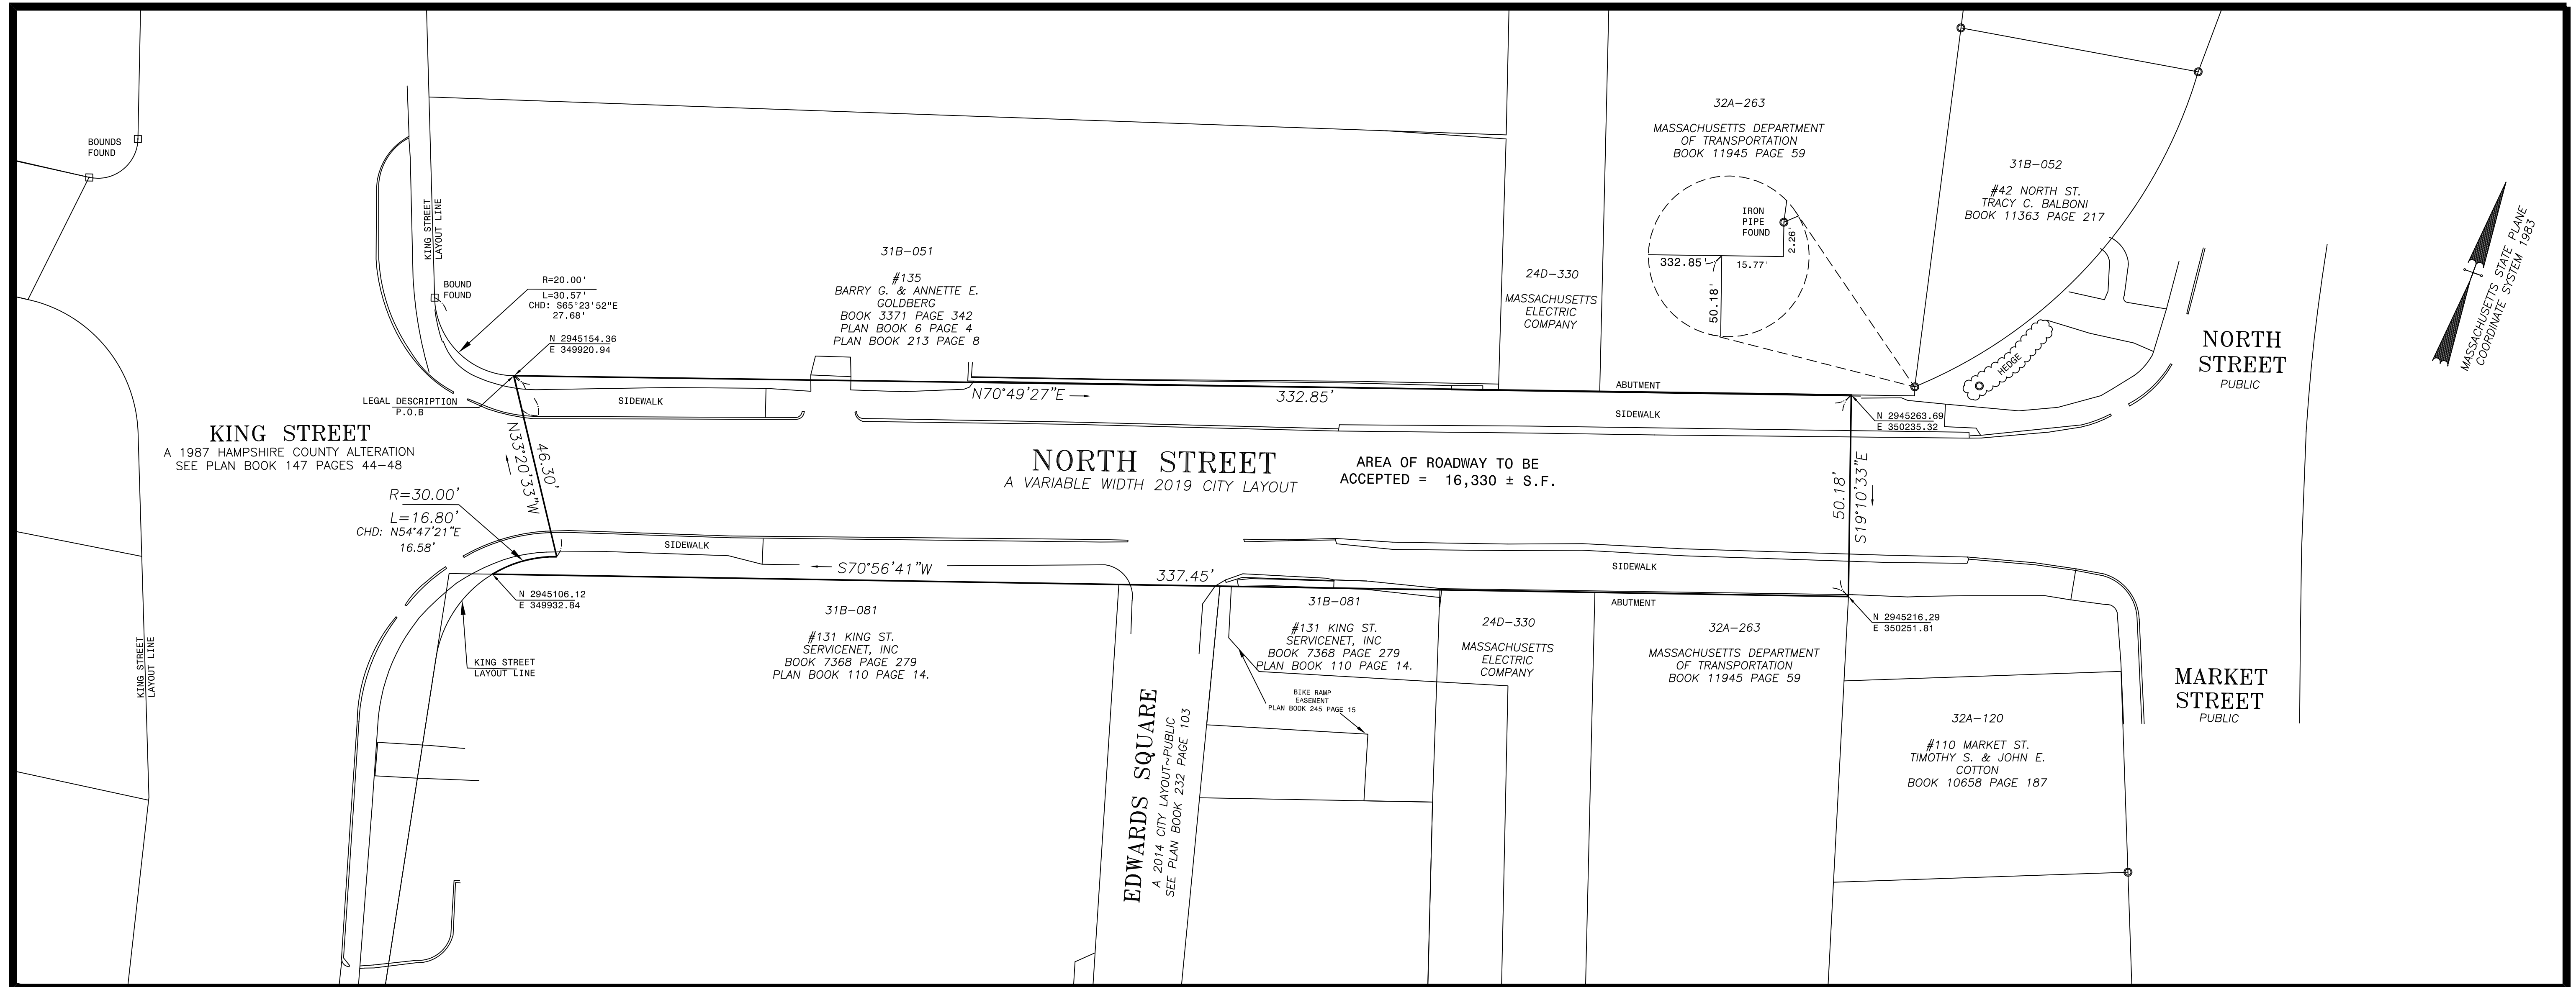 BOUNDS
FOUND
KING STREET
LAYOUT LINE
BOUND
FOUND
R=20.00'
L=30.57'
CHD: S65°23'52"E
27.68'
N 2945154.36
E 349920.94
LEGAL DESCRIPTION
P.O.B
KING STREET
A 1987 HAMPSHIRE COUNTY ALTERATION
SEE PLAN BOOK 147 PAGES 44-48
R=30.00'
L=16.80'
CHD: N54°47'21"E
16.58'
N33°20'33"W
46.30'
N 2945106.12
E 349932.84
KING STREET
LAYOUT LINE
KING STREET
LAYOUT LINE
31B-051
#135
BARRY G. & ANNETTE E.
GOLDBERG
BOOK 3371 PAGE 342
PLAN BOOK 6 PAGE 4
PLAN BOOK 213 PAGE 8
SIDEWALK
N70°49'27"E
332.85'
24D-330
MASSACHUSETTS
ELECTRIC
COMPANY
32A-263
MASSACHUSETTS DEPARTMENT
OF TRANSPORTATION
BOOK 11945 PAGE 59
IRON
PIPE
FOUND
2.26'
332.85'
15.77'
50.18'
31B-052
#42 NORTH ST.
TRACY C. BALBONI
BOOK 11363 PAGE 217
HEDGE
ABUTMENT
SIDEWALK
N 2945263.69
E 350235.32
NORTH
STREET
PUBLIC
MASSACHUSETTS STATE PLANE
COORDINATE SYSTEM 1983
NORTH STREET
A VARIABLE WIDTH 2019 CITY LAYOUT
AREA OF ROADWAY TO BE
ACCEPTED = 16,330 ± S.F.
50.18'
S19°10'33"E
SIDEWALK
S70°56'41"W
337.45'
SIDEWALK
ABUTMENT
N 2945216.29
E 350251.81
31B-081
#131 KING ST.
SERVICENET, INC
BOOK 7368 PAGE 279
PLAN BOOK 110 PAGE 14.
EDWARDS SQUARE
A 2014 CITY LAYOUT~PUBLIC
SEE PLAN BOOK 232 PAGE 103
31B-081
#131 KING ST.
SERVICENET, INC
BOOK 7368 PAGE 279
PLAN BOOK 110 PAGE 14.
BIKE RAMP
EASEMENT
PLAN BOOK 245 PAGE 15
24D-330
MASSACHUSETTS
ELECTRIC
COMPANY
32A-263
MASSACHUSETTS DEPARTMENT
OF TRANSPORTATION
BOOK 11945 PAGE 59
32A-120
#110 MARKET ST.
TIMOTHY S. & JOHN E.
COTTON
BOOK 10658 PAGE 187
MARKET
STREET
PUBLIC